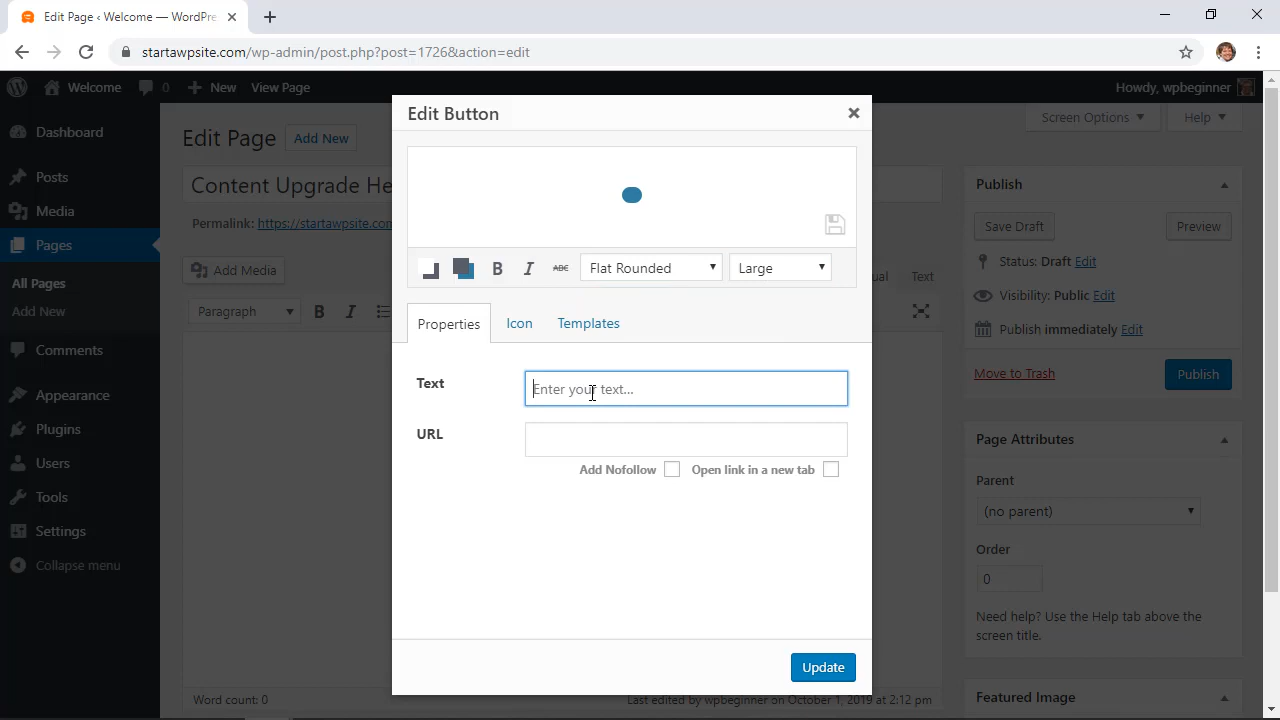 Edit Page ‹ Welcome — WordPre
startawpsite.com/wp-admin/post.php?post=1726&action=edit
Welcome
0
New
View Page
Howdy, wpbeginner
Dashboard
Posts
Media
Pages
All Pages
Add New
Comments
Appearance
Plugins
Users
Tools
Settings
Collapse menu
Edit Page
Add New
Screen Options
Help
Content Upgrade He
Permalink: https://startawpsite.com
Add Media
ual
Text
Paragraph
B
I
Word count: 0
Last edited by wpbeginner on October 1, 2019 at 2:12 pm
Edit Button
B
I
ABC
Flat Rounded
Large
Properties
Icon
Templates
Text
Enter your text...
URL
Add Nofollow
Open link in a new tab
Update
Publish
Save Draft
Preview
Status: Draft Edit
Visibility: Public Edit
Publish immediately Edit
Move to Trash
Publish
Page Attributes
Parent
(no parent)
Order
0
Need help? Use the Help tab above the
screen title.
Featured Image